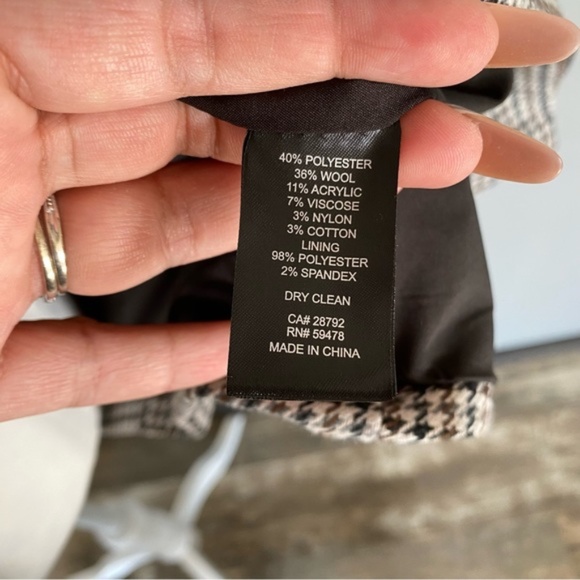 40% POLYESTER
36% WOOL
11% ACRYLIC
7% VISCOSE
3% NYLON
3% COTTON
LINING
98% POLYESTER
2% SPANDEX
DRY CLEAN
CA# 28792
RN# 59478
MADE IN CHINA